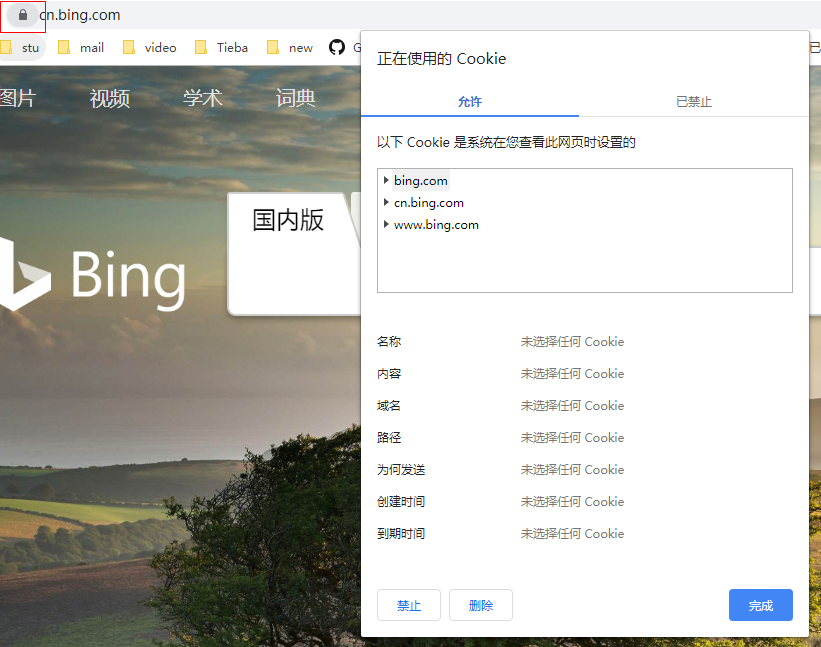 cn.bing.com
stu mail video Tieba new G
已
图片 视频 学术 词典
国内版
Bing
正在使用的 Cookie
允许 已禁止
以下 Cookie 是系统在您查看此网页时设置的
bing.com
cn.bing.com
www.bing.com
名称 未选择任何 Cookie
内容 未选择任何 Cookie
域名 未选择任何 Cookie
路径 未选择任何 Cookie
为何发送 未选择任何 Cookie
创建时间 未选择任何 Cookie
到期时间 未选择任何 Cookie
禁止 删除 完成